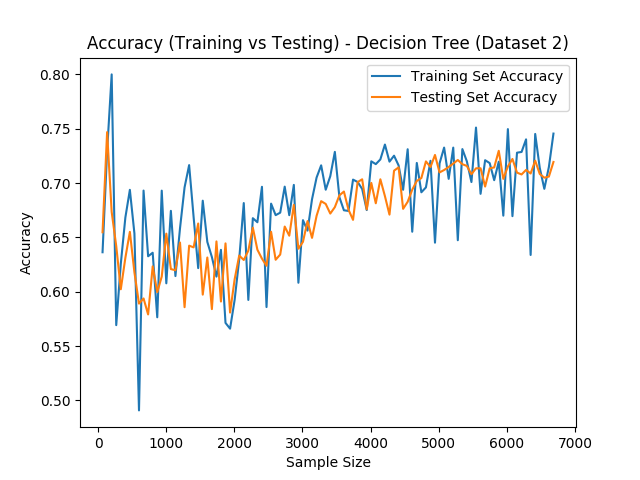 Accuracy (Training vs Testing) - Decision Tree (Dataset 2)
Training Set Accuracy
Testing Set Accuracy
0.80
0.75
0.70
0.65
0.60
0.55
0.50
Accuracy
0 1000 2000 3000 4000 5000 6000 7000
Sample Size